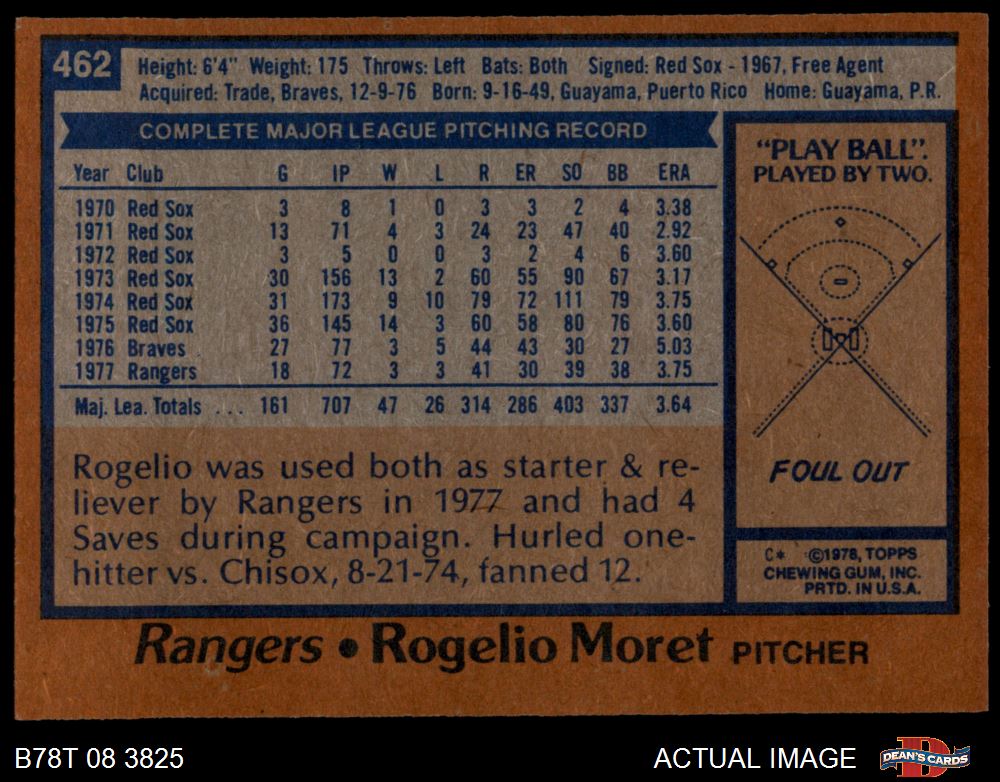 462
Height: 6'4" Weight: 175 Throws: Left Bats: Both Signed: Red Sox - 1967, Free Agent
Acquired: Trade, Braves, 12-9-76 Born: 9-16-49, Guayama, Puerto Rico Home: Guayama, P.R.
COMPLETE MAJOR LEAGUE PITCHING RECORD
Year Club G IP W L R ER SO BB ERA
1970 Red Sox 3 8 1 0 3 3 2 4 3.38
1971 Red Sox 13 71 4 3 24 23 47 40 2.92
1972 Red Sox 3 5 0 0 3 2 4 6 3.60
1973 Red Sox 30 156 13 2 60 55 90 67 3.17
1974 Red Sox 31 173 9 10 79 72 111 79 3.75
1975 Red Sox 36 145 14 3 60 58 80 76 3.60
1976 Braves 27 77 3 5 44 43 30 27 5.03
1977 Rangers 18 72 3 3 41 30 39 38 3.75
Maj. Lea. Totals ... 161 707 47 26 314 286 403 337 3.64
Rogelio was used both as starter & re-
liever by Rangers in 1977 and had 4
Saves during campaign. Hurled one-
hitter vs. Chisox, 8-21-74, fanned 12.
"PLAY BALL".
PLAYED BY TWO.
FOUL OUT
C* ©1978, TOPPS
CHEWING GUM, INC.
PRTD. IN U.S.A.
Rangers • Rogelio Moret PITCHER
B78T 08 3825
ACTUAL IMAGE
D
DEAN'S CARDS